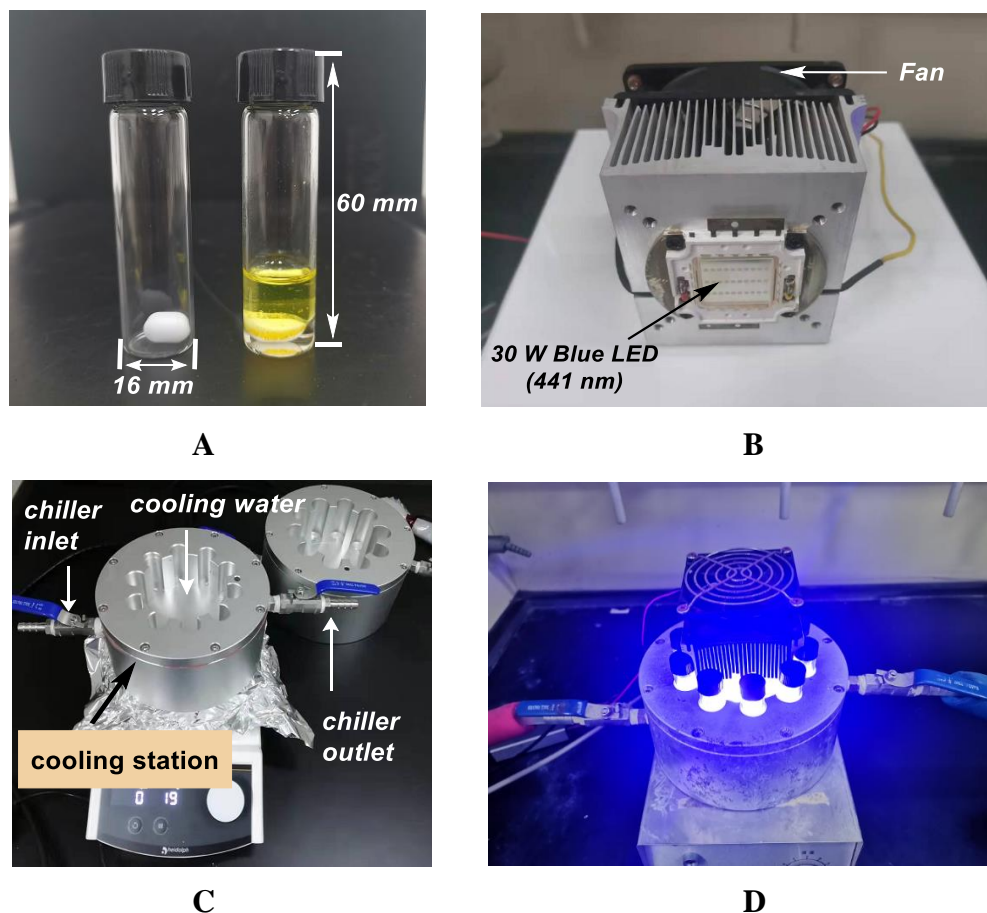 60 mm
16 mm
A
Fan
30 W Blue LED
(441 nm)
B
chiller
inlet
cooling water
cooling station
chiller
outlet
0 19
heidolph
C
D